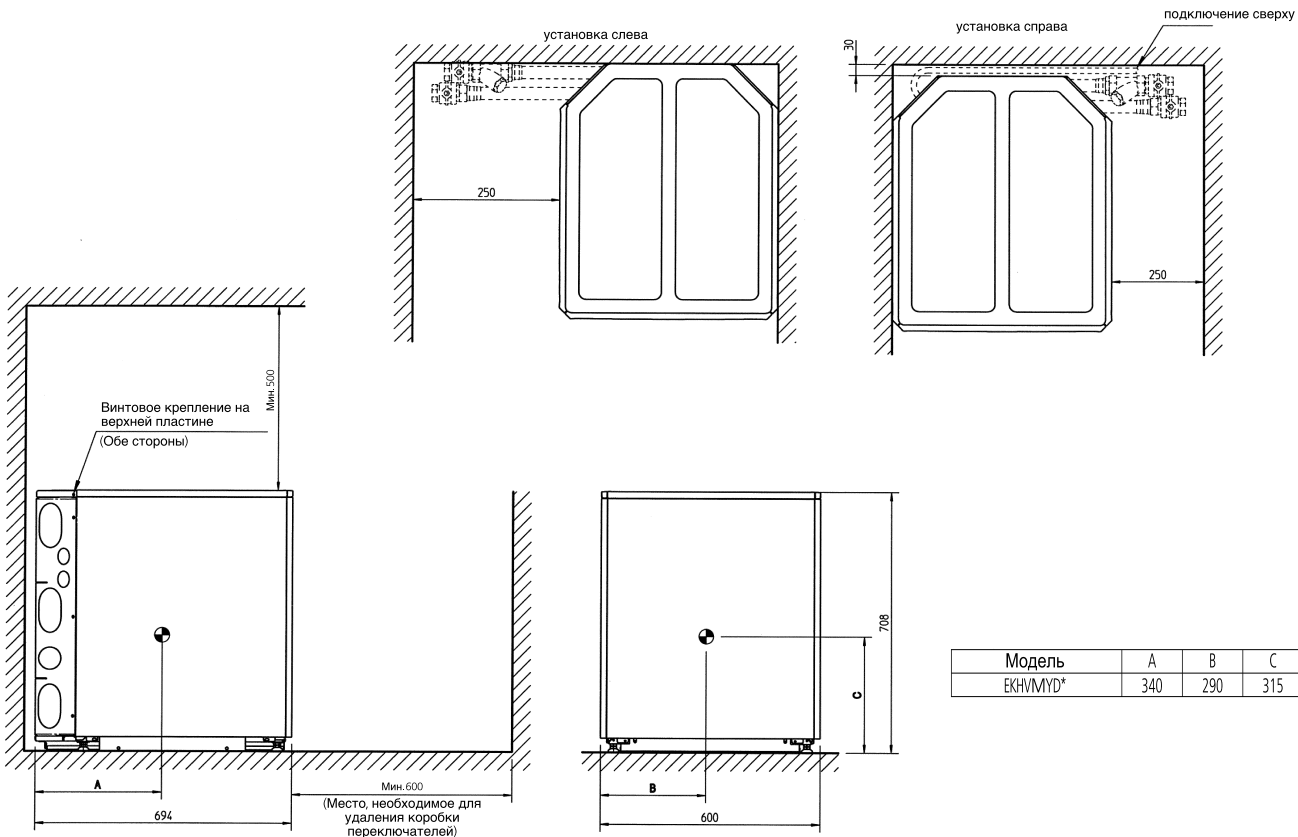 установка слева
установка справа
подключение сверху
30
250
250
Мин.500
Винтовое крепление на
верхней пластине
(Обе стороны)
708
C
A
694
Мин.600
(Место, необходимое для
удаления коробки
переключателей)
B
600
Модель A B C
EKHVMYD* 340 290 315